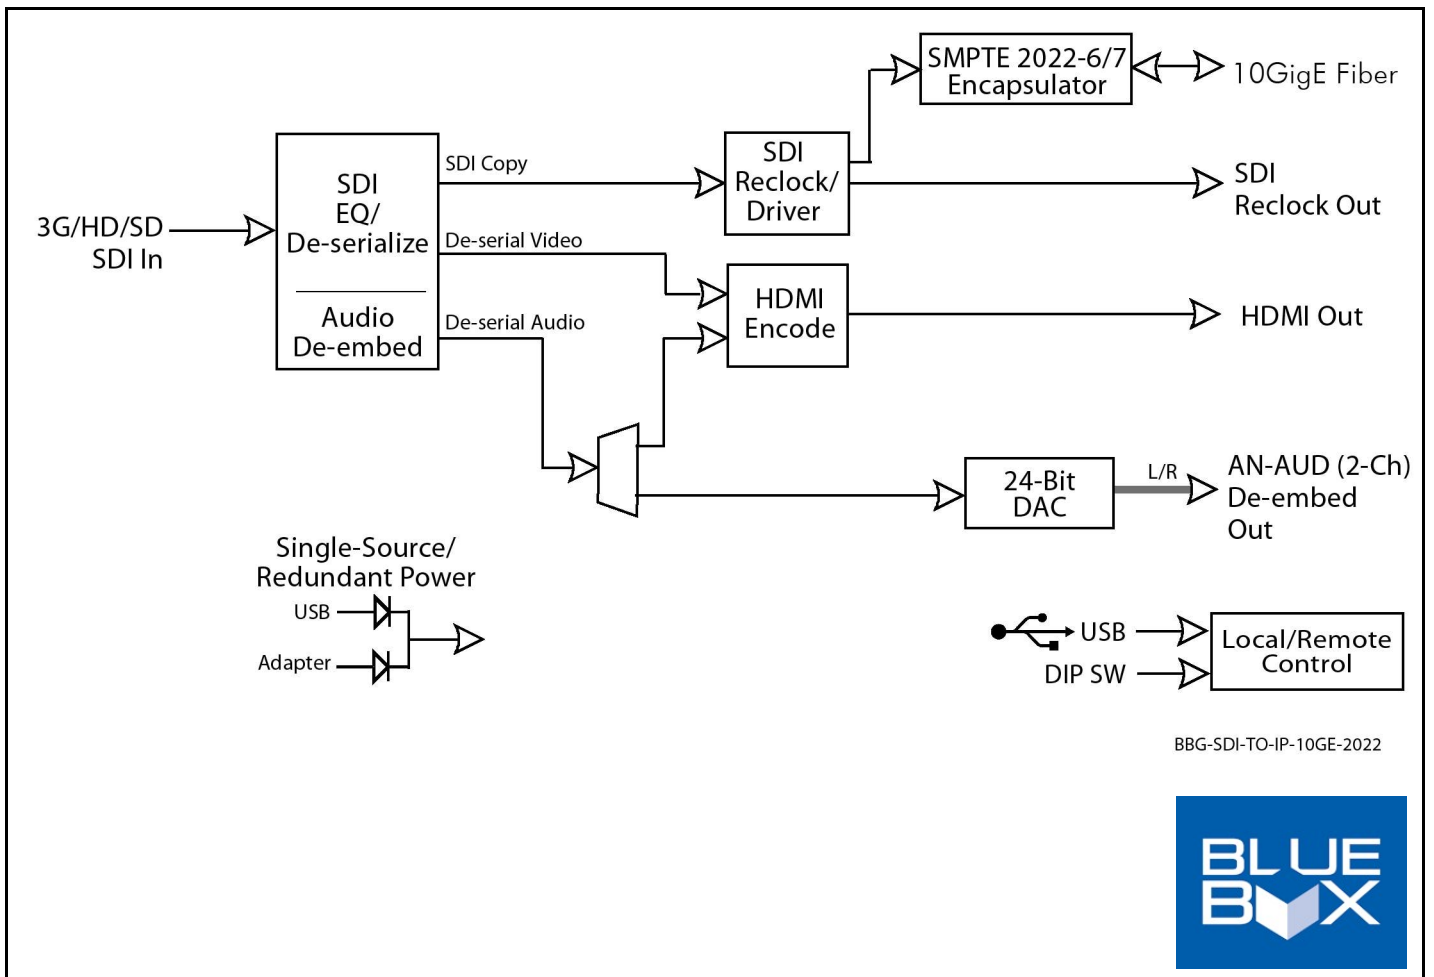 SMPTE 2022-6/7
Encapsulator
10GigE Fiber
SDI
EQ/
De-serialize
Audio
De-embed
SDI Copy
SDI
Reclock/
Driver
SDI
Reclock Out
3G/HD/SD
SDI In
De-serial Video
HDMI
Encode
HDMI Out
De-serial Audio
24-Bit
DAC
L/R
AN-AUD (2-Ch)
De-embed
Out
Single-Source/
Redundant Power
USB
Adapter
USB
DIP SW
Local/Remote
Control
BBG-SDI-TO-IP-10GE-2022
BLUE
BOX